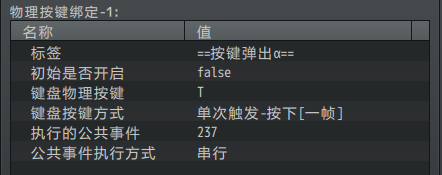 物理按键绑定-1:
名称 值
标签 ==按键弹出α==
初始是否开启 false
键盘物理按键 T
键盘按键方式 单次触发-按下[一帧]
执行的公共事件 237
公共事件执行方式 串行